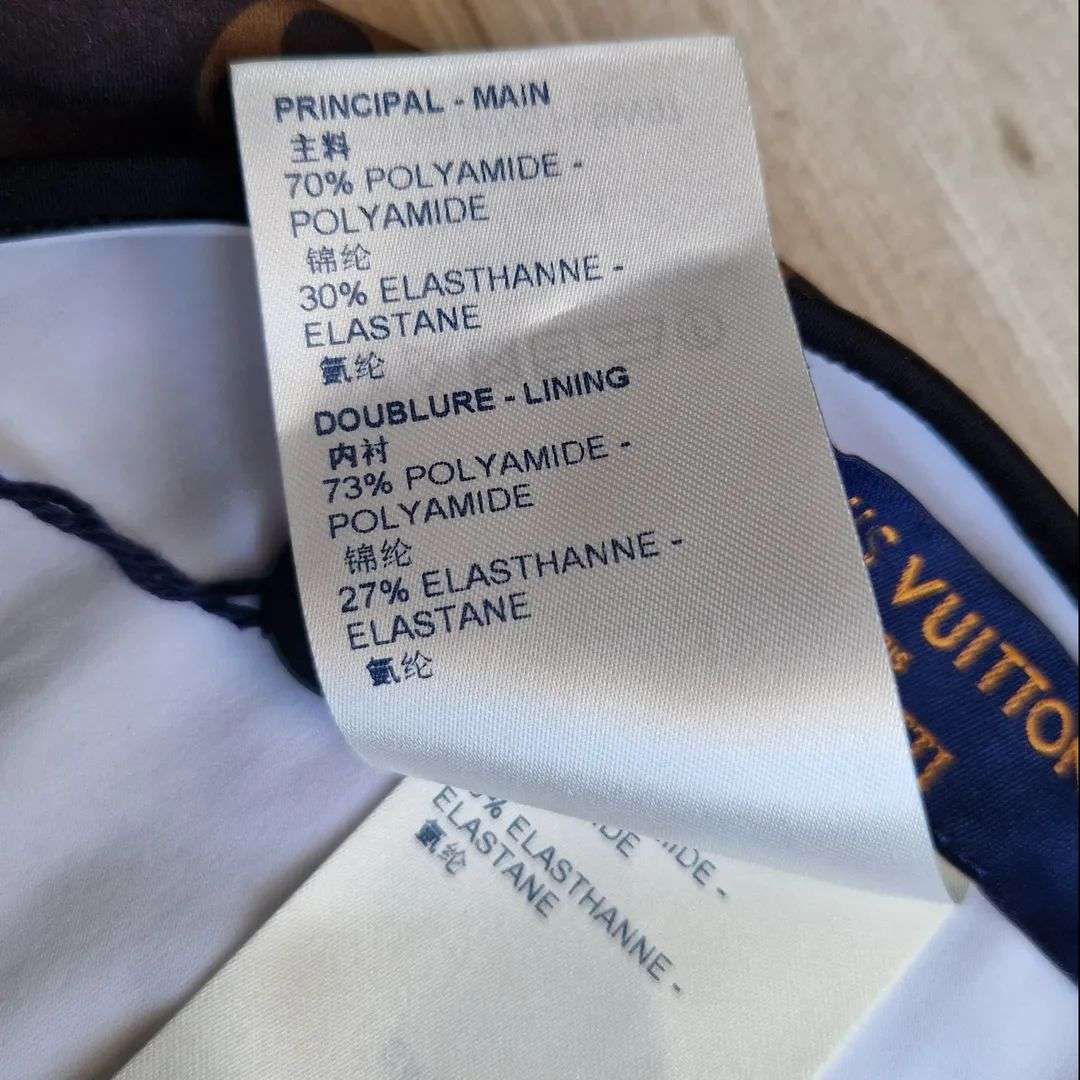 PRINCIPAL - MAIN
主料
70% POLYAMIDE -
POLYAMIDE
锦纶
30% ELASTHANNE -
ELASTANE
氨纶
DOUBLURE - LINING
内衬
73% POLYAMIDE -
POLYAMIDE
锦纶
27% ELASTHANNE -
ELASTANE
氨纶
VUITTON
% ELASTHANNE -
ELASTANE
氨纶